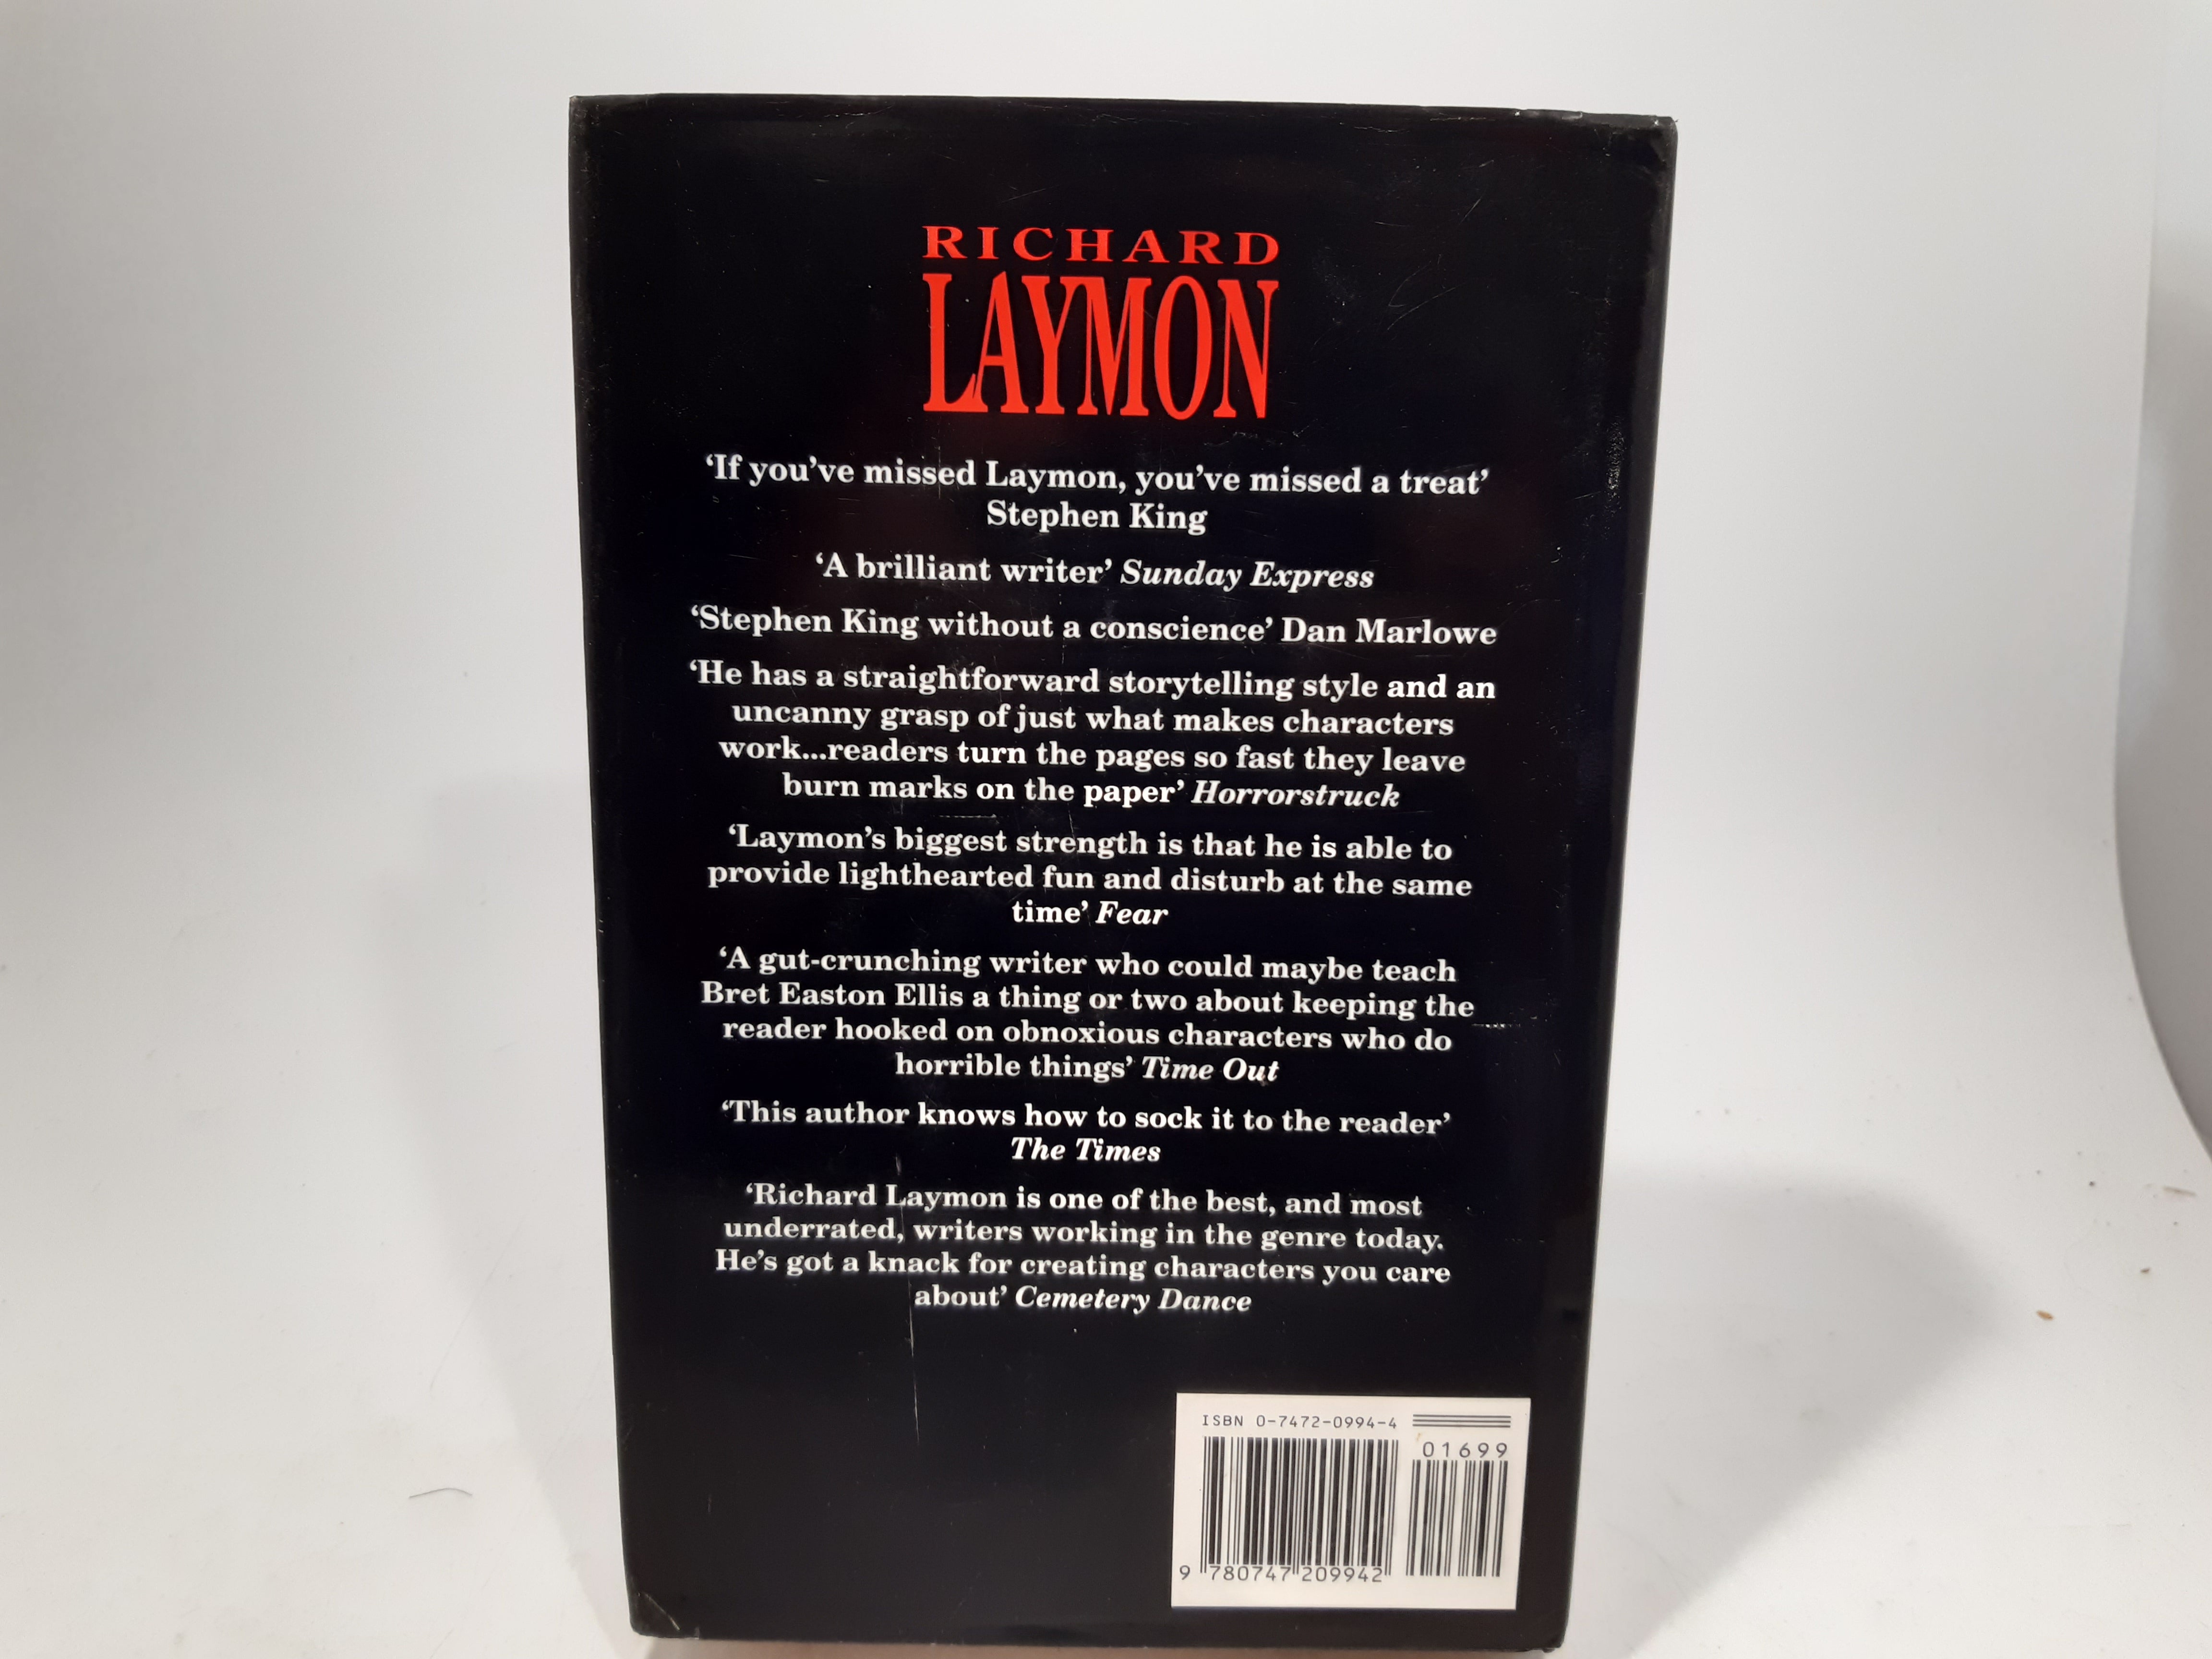 RICHARD
LAYMON
‘If you’ve missed Laymon, you’ve missed a treat’
Stephen King
‘A brilliant writer’ Sunday Express
‘Stephen King without a conscience’ Dan Marlowe
‘He has a straightforward storytelling style and an
uncanny grasp of just what makes characters
work...readers turn the pages so fast they leave
burn marks on the paper’ Horrorstruck
‘Laymon’s biggest strength is that he is able to
provide lighthearted fun and disturb at the same
time’ Fear
‘A gut-crunching writer who could maybe teach
Bret Easton Ellis a thing or two about keeping the
reader hooked on obnoxious characters who do
horrible things’ Time Out
‘This author knows how to sock it to the reader’
The Times
‘Richard Laymon is one of the best, and most
underrated, writers working in the genre today.
He’s got a knack for creating characters you care
about’ Cemetery Dance
ISBN 0-7472-0994-4
01699
9 780747 209942